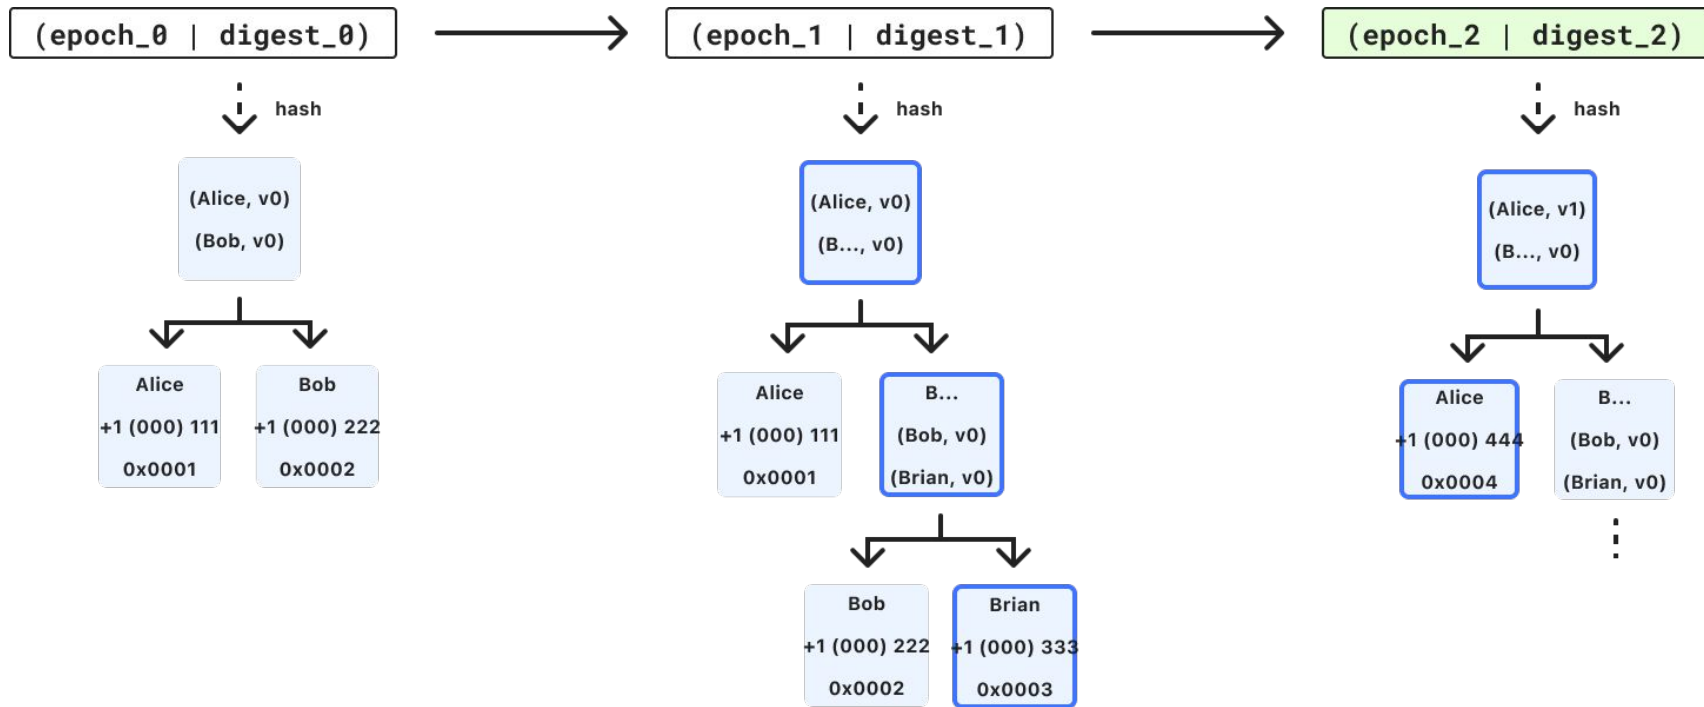 (epoch_0 | digest_0)
(epoch_1 | digest_1)
(epoch_2 | digest_2)
hash
hash
hash
(Alice, v0)
(Bob, v0)
(Alice, v0)
(B..., v0)
(Alice, v1)
(B..., v0)
Alice
+1 (000) 111
0x0001
Bob
+1 (000) 222
0x0002
Alice
+1 (000) 111
0x0001
B...
(Bob, v0)
(Brian, v0)
Alice
+1 (000) 444
0x0004
B...
(Bob, v0)
(Brian, v0)
Bob
+1 (000) 222
0x0002
Brian
+1 (000) 333
0x0003